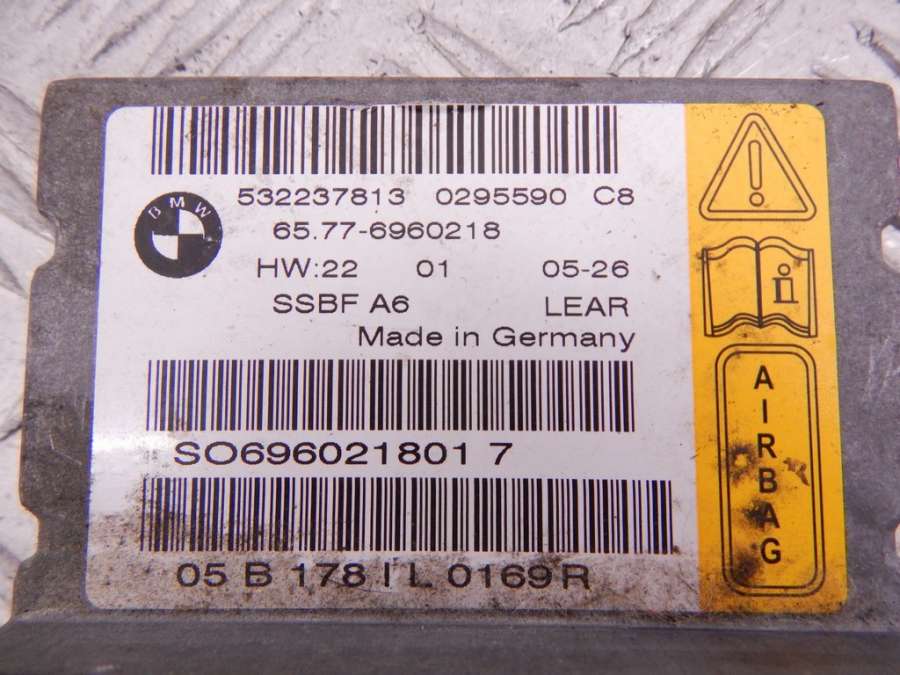 532237813 0295590 C8
BMW
65.77-6960218
HW:22 01 05-26
SSBF A6 LEAR
Made in Germany
SO696021801 7
05 B 178 I L 0169 R
AIRBAG